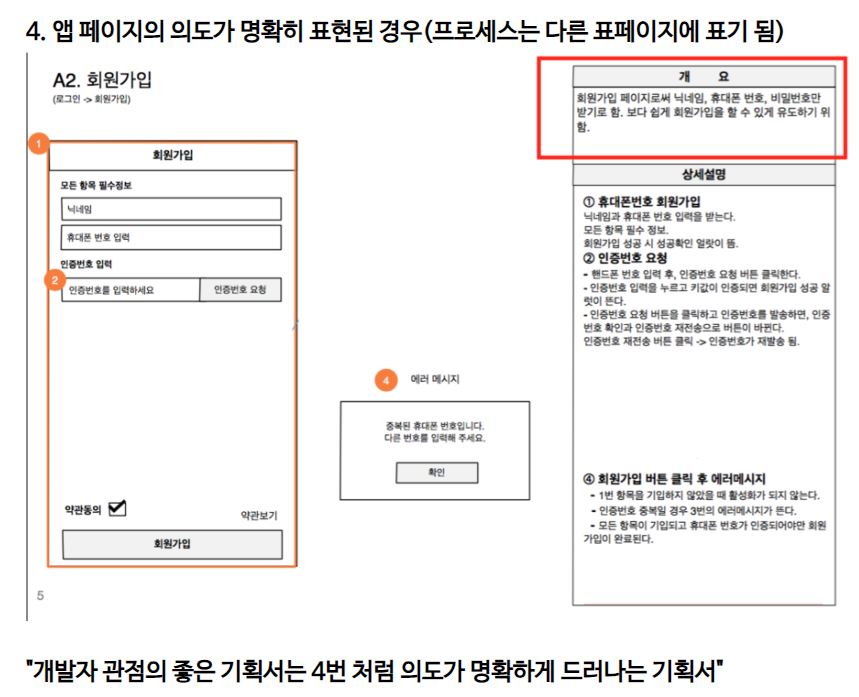 4. 앱 페이지의 의도가 명확히 표현된 경우(프로세스는 다른 표페이지에 표기 됨)
A2. 회원가입
(로그인 -> 회원가입)
1
회원가입
모든 항목 필수정보
닉네임
휴대폰 번호 입력
인증번호 입력
2
인증번호를 입력하세요
인증번호 요청
약관동의
약관보기
회원가입
5
4
에러 메시지
중복된 휴대폰 번호입니다.
다른 번호를 입력해 주세요.
확인
개 요
회원가입 페이지로써 닉네임, 휴대폰 번호, 비밀번호만
받기로 함. 보다 쉽게 회원가입을 할 수 있게 유도하기 위
함.
상세설명
① 휴대폰번호 회원가입
닉네임과 휴대폰 번호 입력을 받는다.
모든 항목 필수 정보.
회원가입 성공 시 성공확인 얼럿이 뜸.
② 인증번호 요청
- 핸드폰 번호 입력 후, 인증번호 요청 버튼 클릭한다.
- 인증번호 입력을 누르고 키값이 인증되면 회원가입 성공 얼
럿이 뜬다.
- 인증번호 요청 버튼을 클릭하고 인증번호를 발송하면, 인증
번호 확인과 인증번호 재전송으로 버튼이 바뀐다.
인증번호 재전송 버튼 클릭 -> 인증번호가 재발송 됨.
④ 회원가입 버튼 클릭 후 에러메시지
- 1번 항목을 기입하지 않았을 때 활성화가 되지 않는다.
- 인증번호 중복일 경우 3번의 에러메시지가 뜬다.
- 모든 항목이 기입되고 휴대폰 번호가 인증되어야만 회원
가입이 완료된다.
"개발자 관점의 좋은 기획서는 4번 처럼 의도가 명확하게 드러나는 기획서"